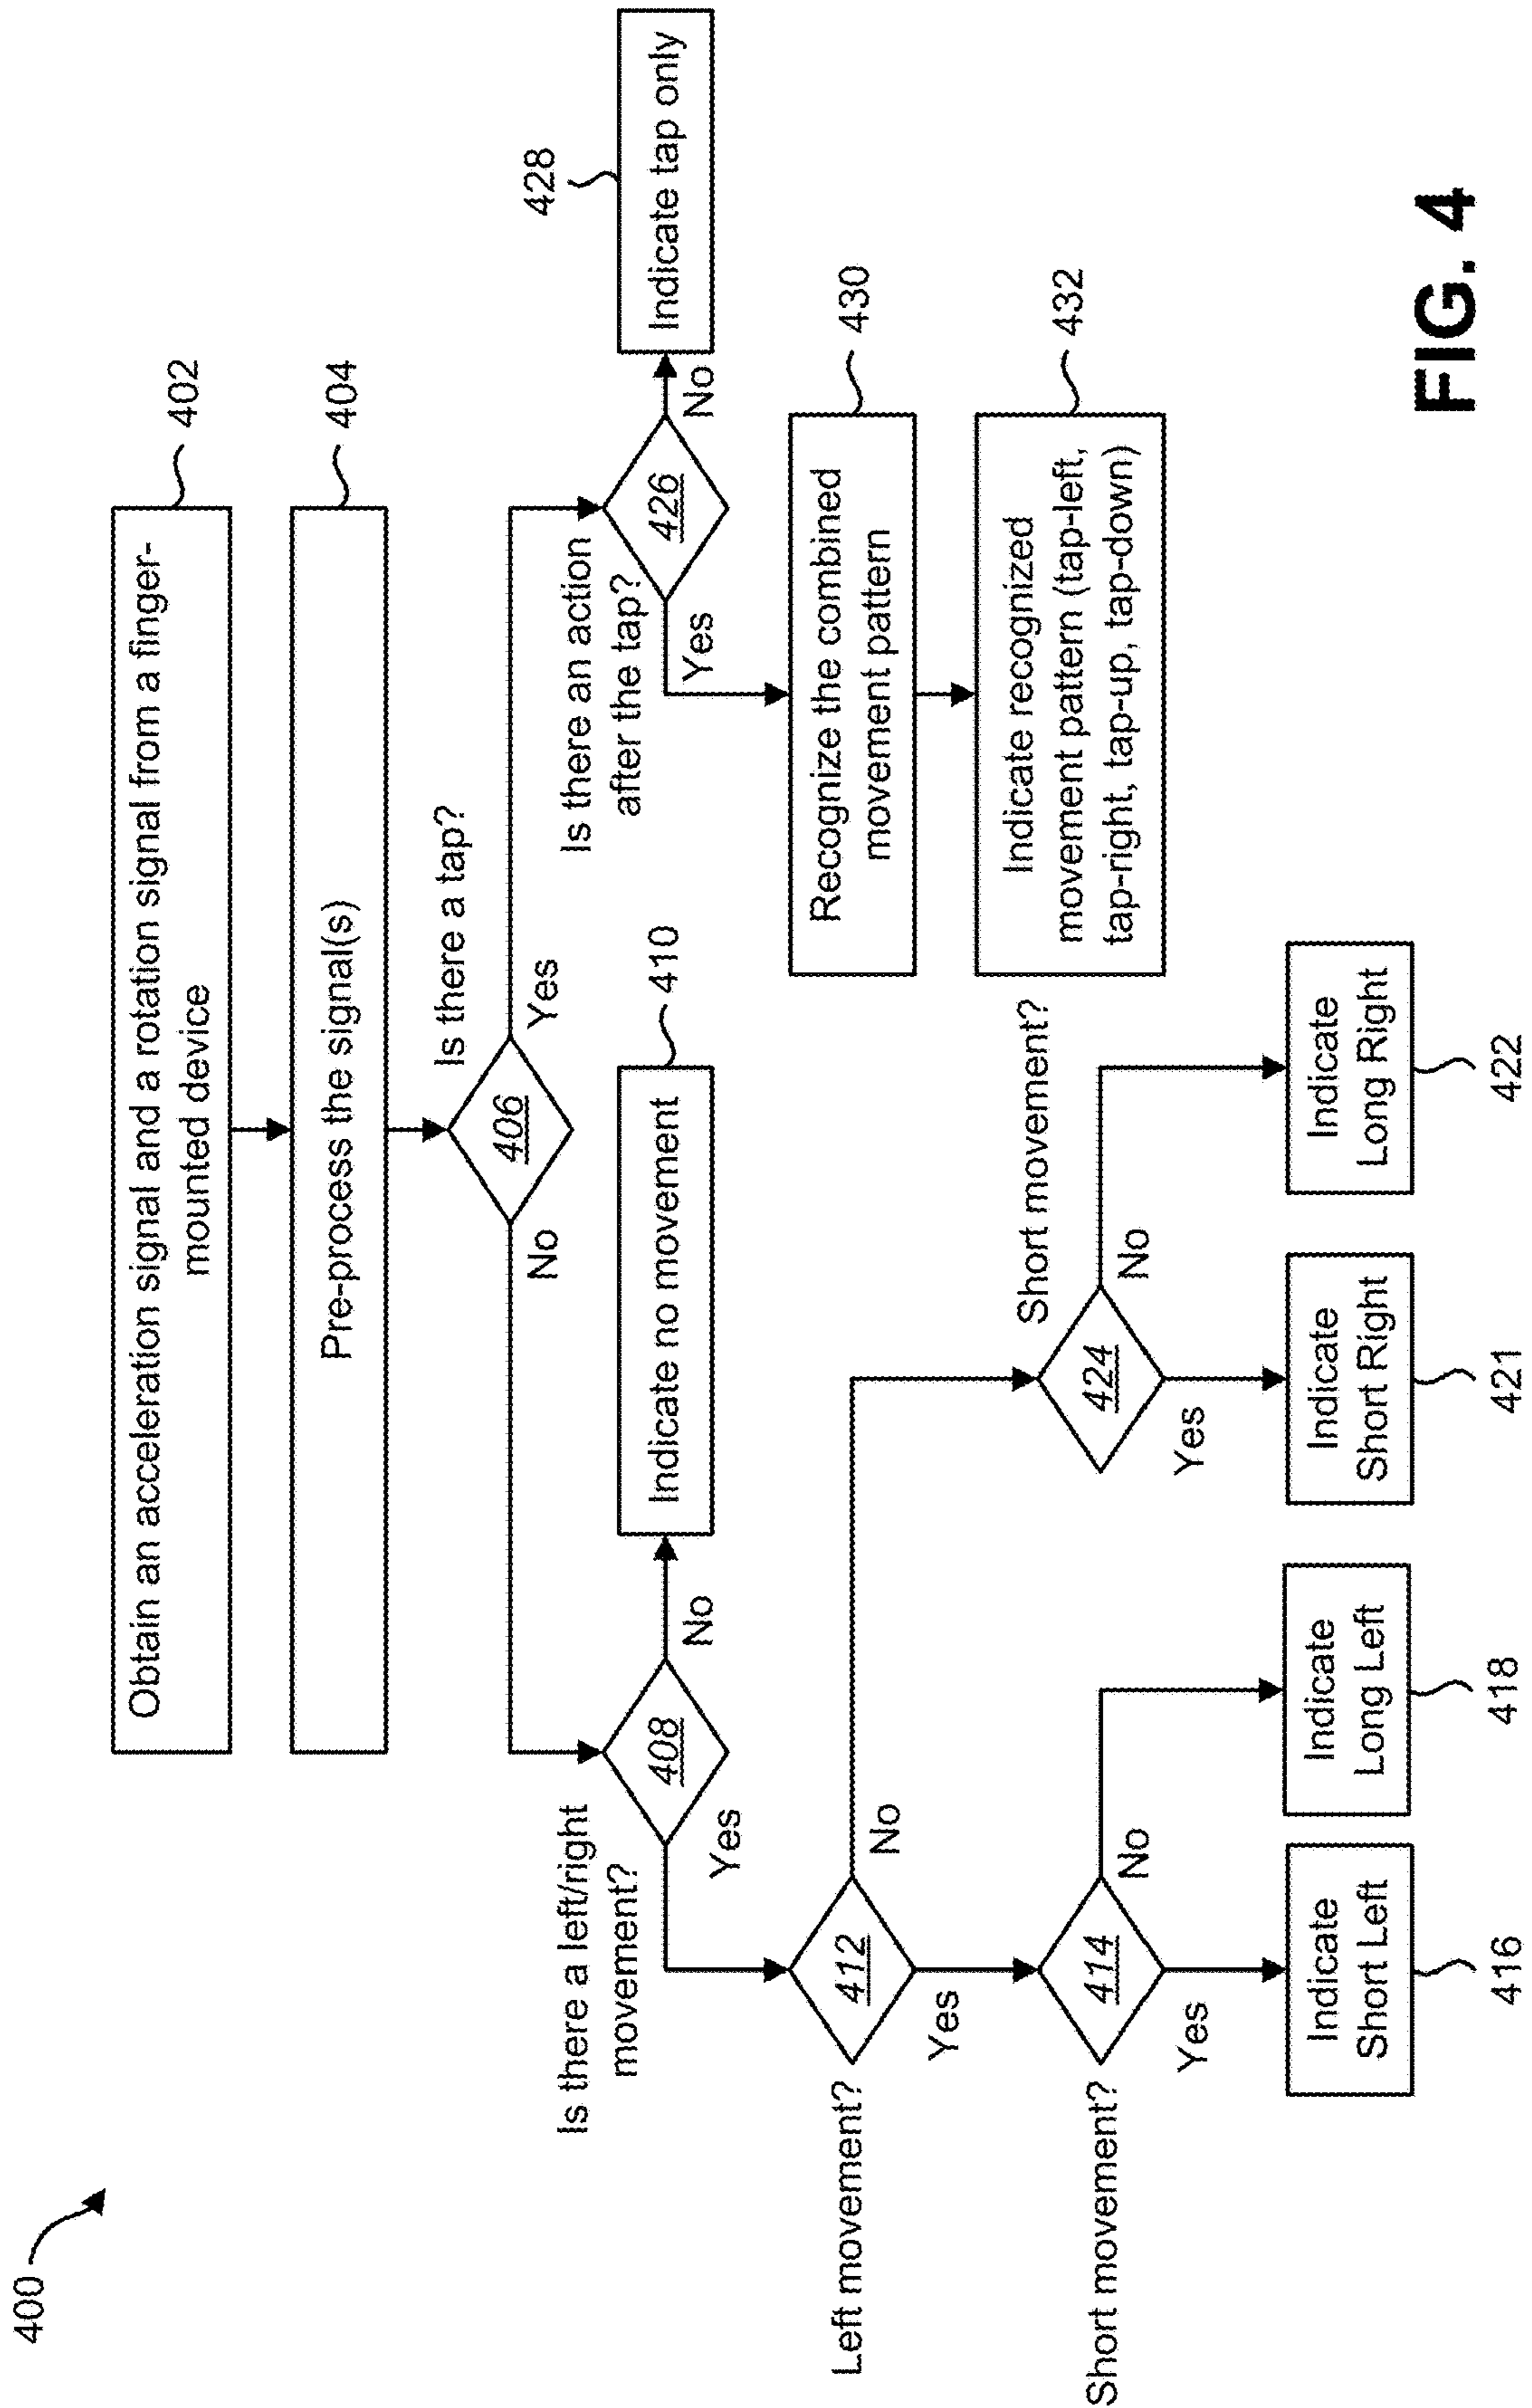 400
Obtain an acceleration signal and a rotation signal from a finger-
mounted device
402
Pre-process the signal(s)
404
Is there a tap?
406
No
Yes
Is there a left/right
movement?
408
No
Yes
Indicate no movement
410
Is there an action
after the tap?
426
No
Yes
Indicate tap only
428
Left movement?
412
No
Yes
Recognize the combined
movement pattern
430
Indicate recognized
movement pattern (tap-left,
tap-right, tap-up, tap-down)
432
Short movement?
414
No
Yes
Short movement?
424
No
Yes
Indicate
Short Left
416
Indicate
Long Left
418
Indicate
Short Right
421
Indicate
Long Right
422
FIG. 4